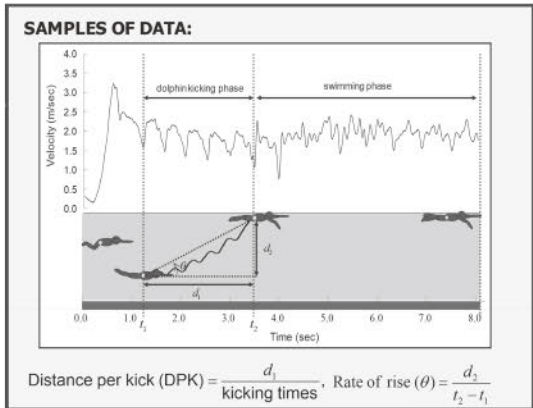 SAMPLES OF DATA:
4.0
3.5
3.0
2.5
2.0
1.5
1.0
0.5
0.0
Velocity (m/sec)
dolphin kicking phase
swimming phase
θ
d₂
d₁
0.0 1.0 2.0 3.0 4.0 5.0 6.0 7.0 8.0
t₁ t₂
Time (sec)
Distance per kick (DPK) = d₁ / kicking times, Rate of rise (θ) = d₂ / t₂ − t₁